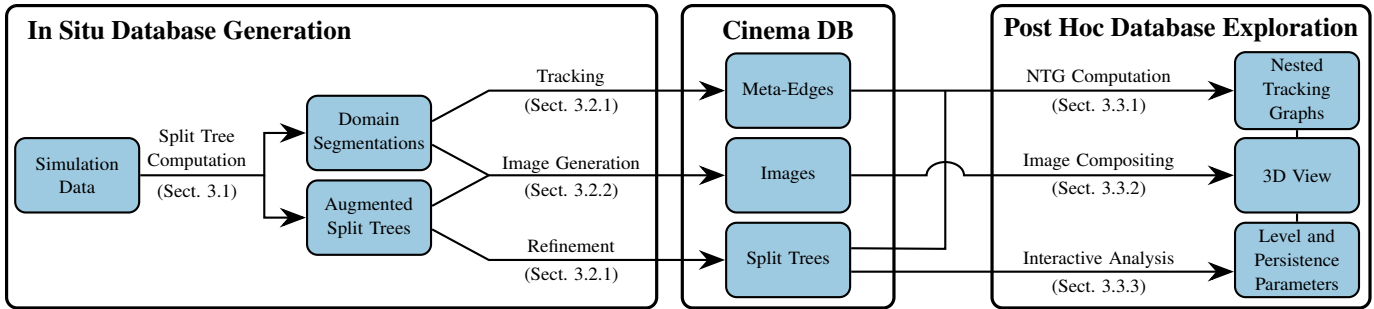 In Situ Database Generation
Simulation
Data
Split Tree
Computation
(Sect. 3.1)
Domain
Segmentations
Augmented
Split Trees
Tracking
(Sect. 3.2.1)
Image Generation
(Sect. 3.2.2)
Refinement
(Sect. 3.2.1)
Cinema DB
Meta-Edges
Images
Split Trees
Post Hoc Database Exploration
NTG Computation
(Sect. 3.3.1)
Image Compositing
(Sect. 3.3.2)
Interactive Analysis
(Sect. 3.3.3)
Nested
Tracking
Graphs
3D View
Level and
Persistence
Parameters